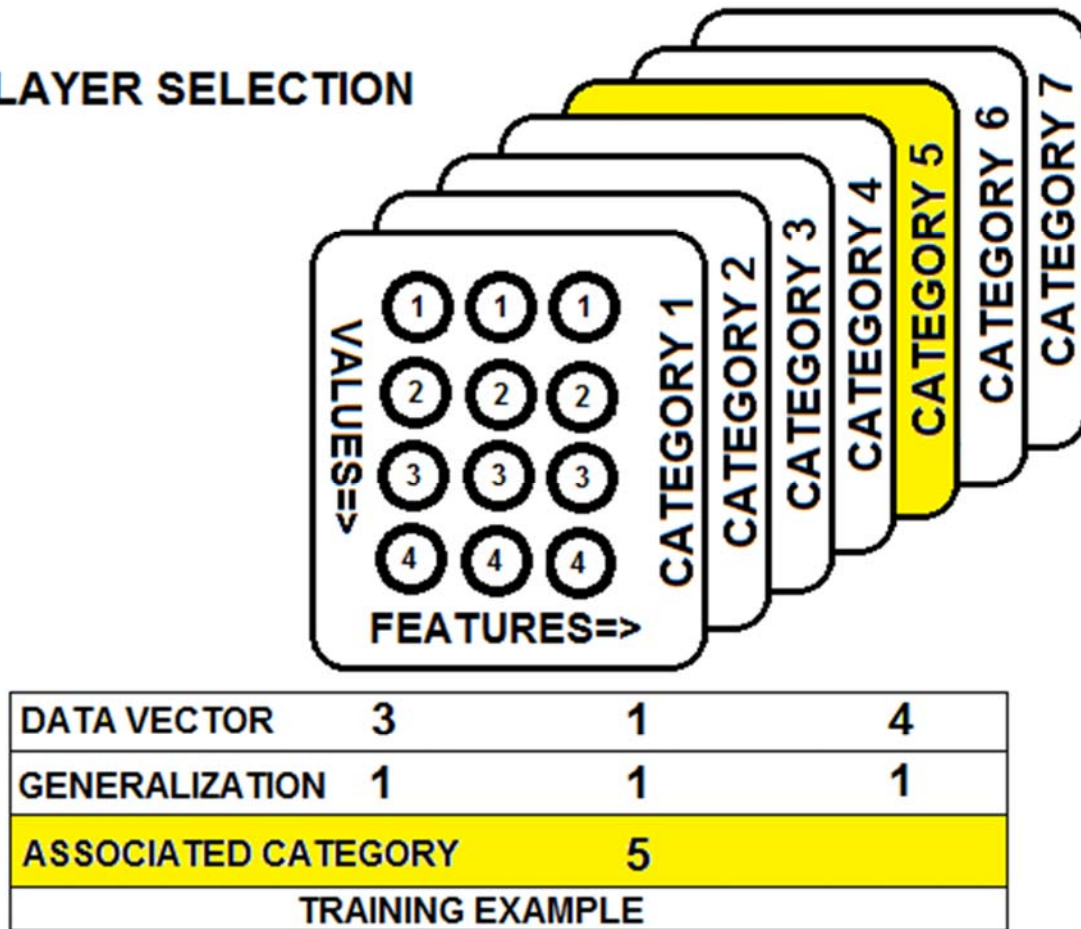 LAYER SELECTION
VALUES=>
1 1 1
2 2 2
3 3 3
4 4 4
FEATURES=>
CATEGORY 1
CATEGORY 2
CATEGORY 3
CATEGORY 4
CATEGORY 5
CATEGORY 6
CATEGORY 7
DATA VECTOR 3 1 4
GENERALIZATION 1 1 1
ASSOCIATED CATEGORY 5
TRAINING EXAMPLE